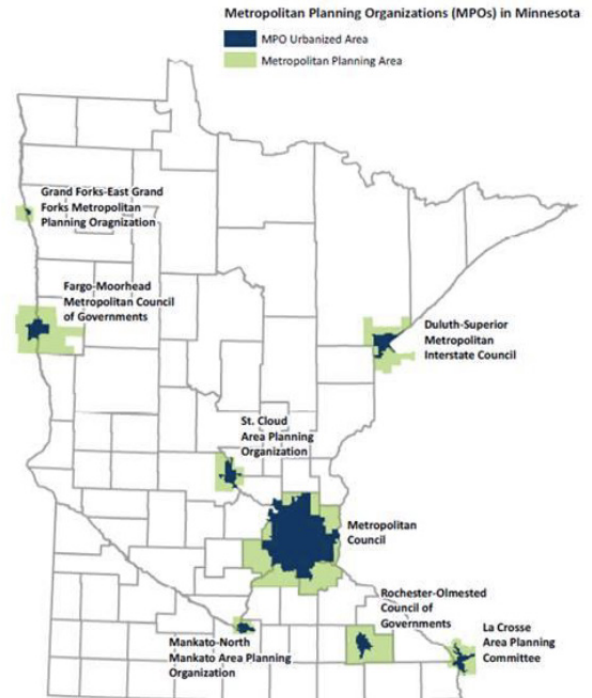 Metropolitan Planning Organizations (MPOs) in Minnesota
MPO Urbanized Area
Metropolitan Planning Area
Grand Forks-East Grand
Forks Metropolitan
Planning Oragnization
Fargo-Moorhead
Metropolitan Council
of Governments
Duluth-Superior
Metropolitan
Interstate Council
St. Cloud
Area Planning
Organization
Metropolitan
Council
Rochester-Olmsted
Council of
Governments
La Crosse
Area Planning
Committee
Mankato-North
Mankato Area Planning
Organization